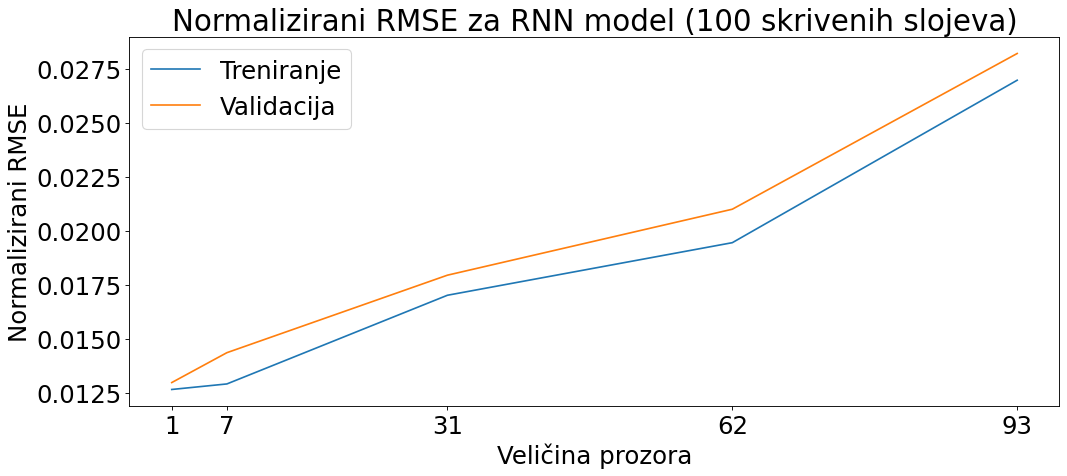 Normalizirani RMSE za RNN model (100 skrivenih slojeva)
Treniranje
Validacija
Normalizirani RMSE
0.0275
0.0250
0.0225
0.0200
0.0175
0.0150
0.0125
1 7 31 62 93
Veličina prozora